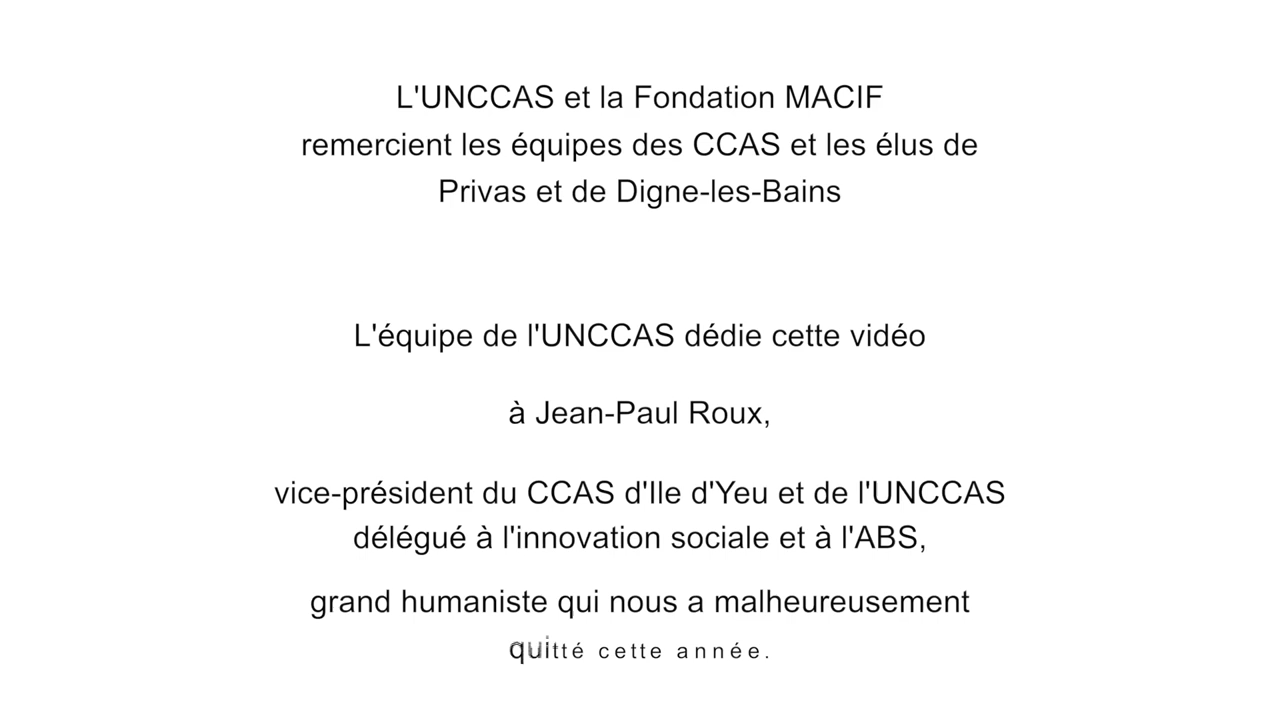 L'UNCCAS et la Fondation MACIF
remercient les équipes des CCAS et les élus de
Privas et de Digne-les-Bains
L'équipe de l'UNCCAS dédie cette vidéo
à Jean-Paul Roux,
vice-président du CCAS d'Ile d'Yeu et de l'UNCCAS
délégué à l'innovation sociale et à l'ABS,
grand humaniste qui nous a malheureusement
quitté cette année.